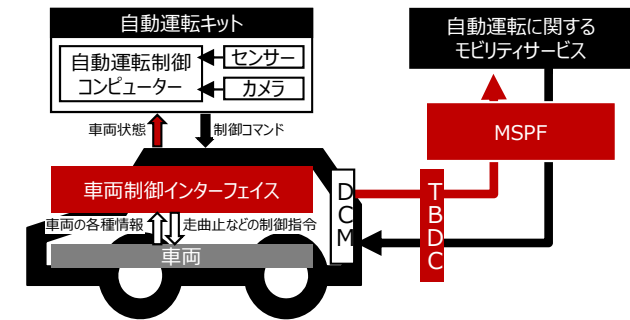 自動運転キット
自動運転制御
コンピューター
センサー
カメラ
車両状態
制御コマンド
車両制御インターフェイス
車両の各種情報
走曲止などの制御指令
車両
DCM
TBDC
自動運転に関する
モビリティサービス
MSPF